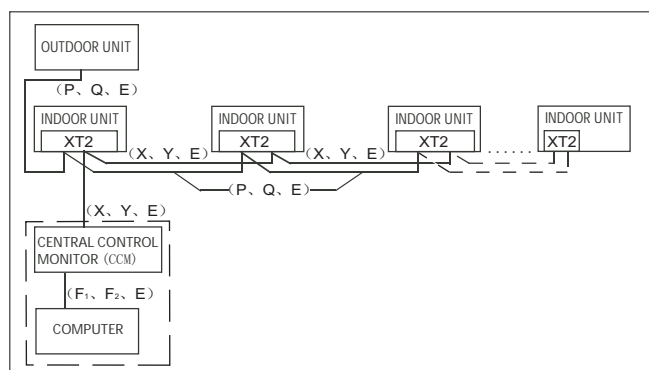 OUTDOOR UNIT
(P、Q、E)
INDOOR UNIT
XT2
INDOOR UNIT
XT2
INDOOR UNIT
XT2
INDOOR UNIT
XT2
(X、Y、E)
(X、Y、E)
(P、Q、E)
(X、Y、E)
CENTRAL CONTROL
MONITOR (CCM)
(F₁、F₂、E)
COMPUTER